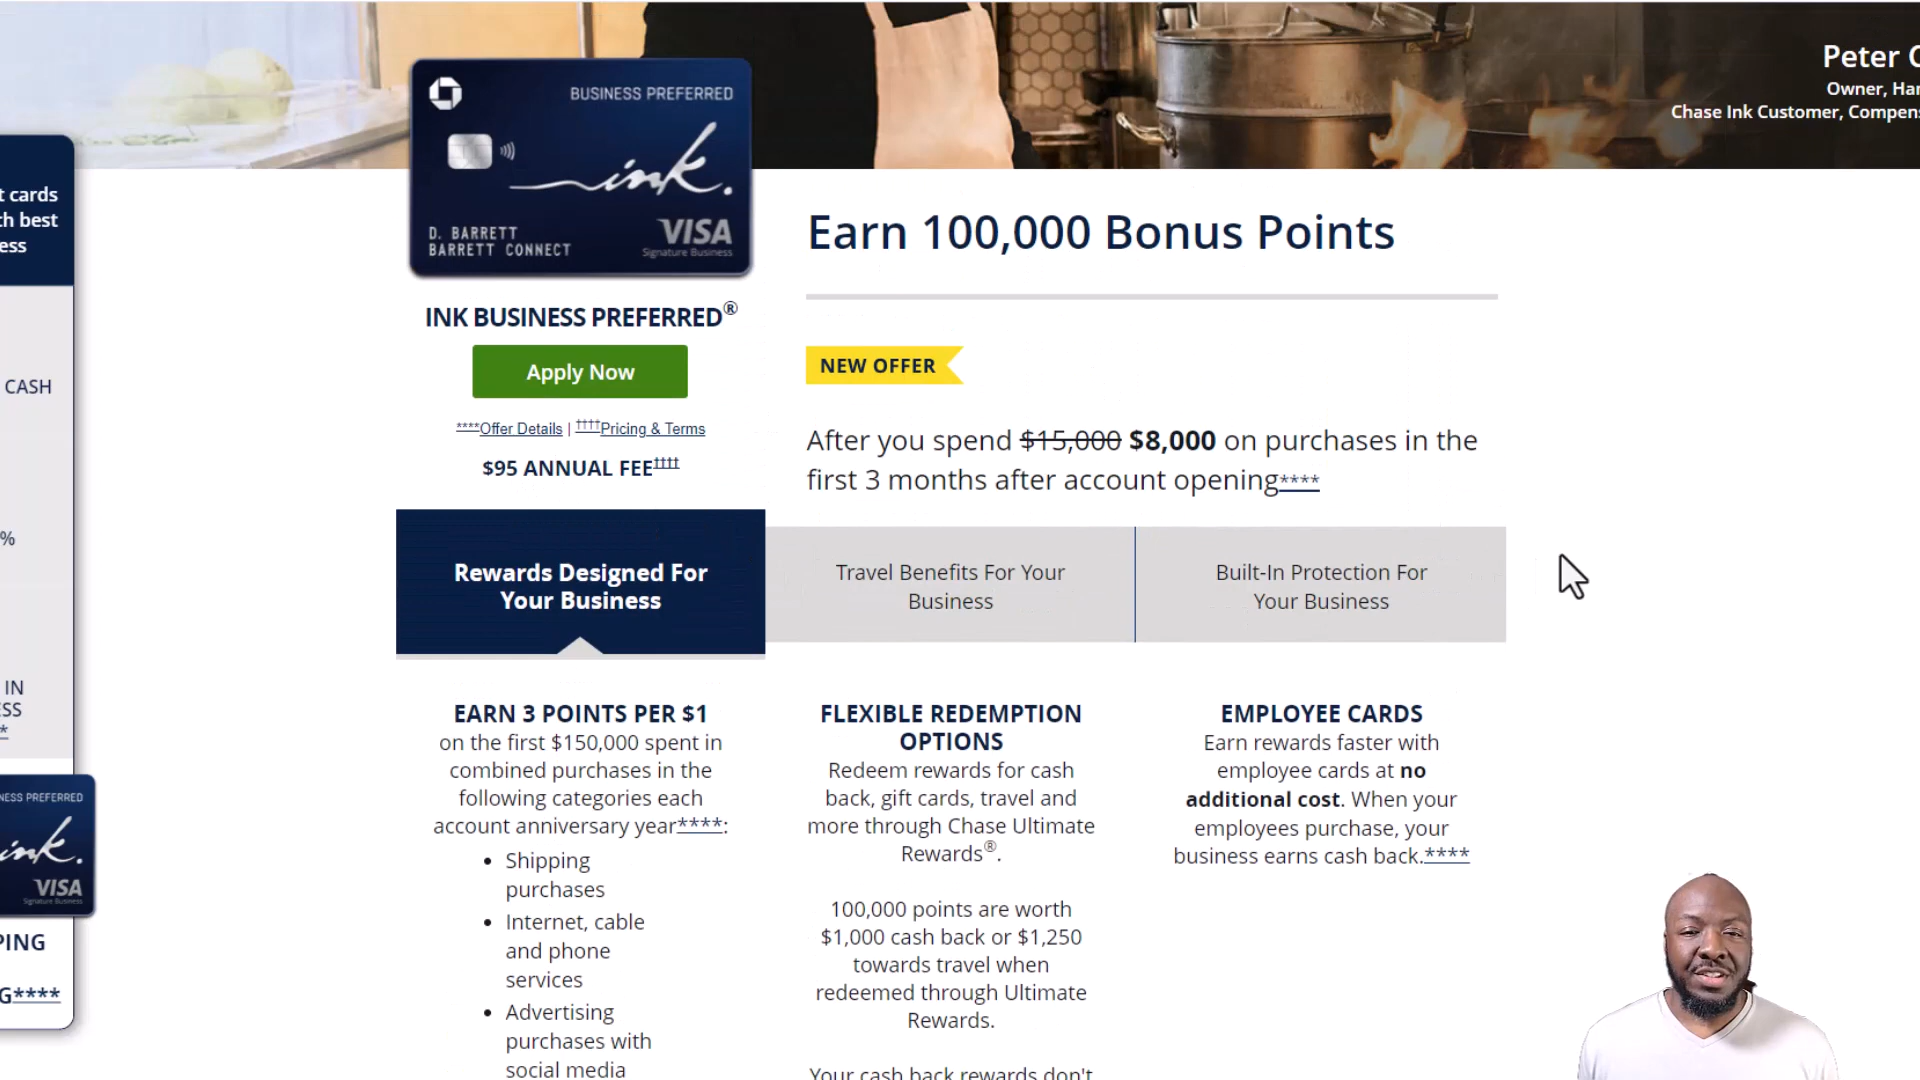 Peter
Owner,
Chase Ink Customer,
BUSINESS PREFERRED
ink.
D. BARRETT
BARRETT CONNECT
VISA
Signature Business
cards
best
Earn 100,000 Bonus Points
INK BUSINESS PREFERRED®
Apply Now
****Offer Details | ††††Pricing & Terms
$95 ANNUAL FEE††††
NEW OFFER
After you spend $15,000 $8,000 on purchases in the
first 3 months after account opening****
CASH
%
IN
*
PREFERRED
ink.
VISA
Signature Business
****
Rewards Designed For
Your Business
Travel Benefits For Your
Business
Built-In Protection For
Your Business
EARN 3 POINTS PER $1
on the first $150,000 spent in
combined purchases in the
following categories each
account anniversary year****:
• Shipping
purchases
• Internet, cable
and phone
services
• Advertising
purchases with
social media
FLEXIBLE REDEMPTION
OPTIONS
Redeem rewards for cash
back, gift cards, travel and
more through Chase Ultimate
Rewards®.
100,000 points are worth
$1,000 cash back or $1,250
towards travel when
redeemed through Ultimate
Rewards.
Your cash back rewards don't
EMPLOYEE CARDS
Earn rewards faster with
employee cards at no
additional cost. When your
employees purchase, your
business earns cash back.****